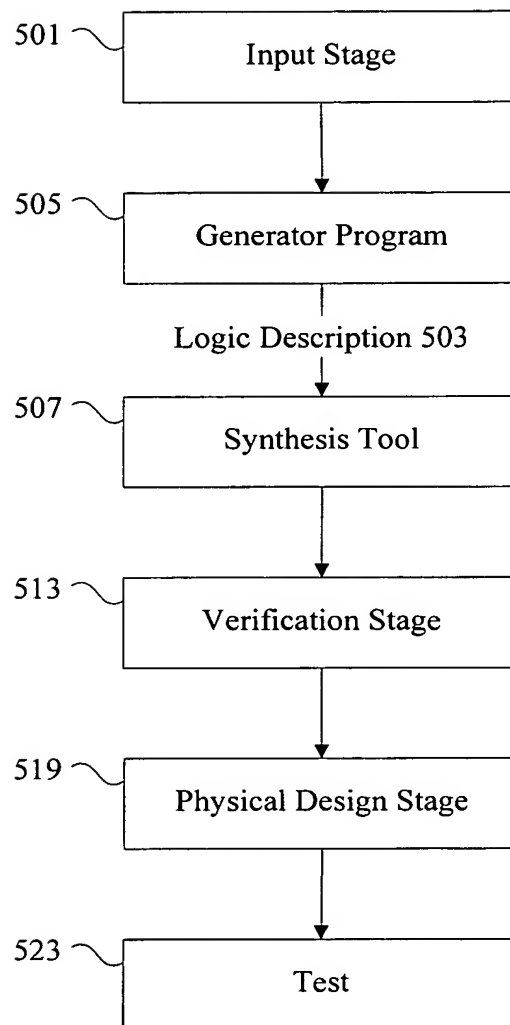 501
Input Stage
505
Generator Program
Logic Description 503
507
Synthesis Tool
513
Verification Stage
519
Physical Design Stage
523
Test